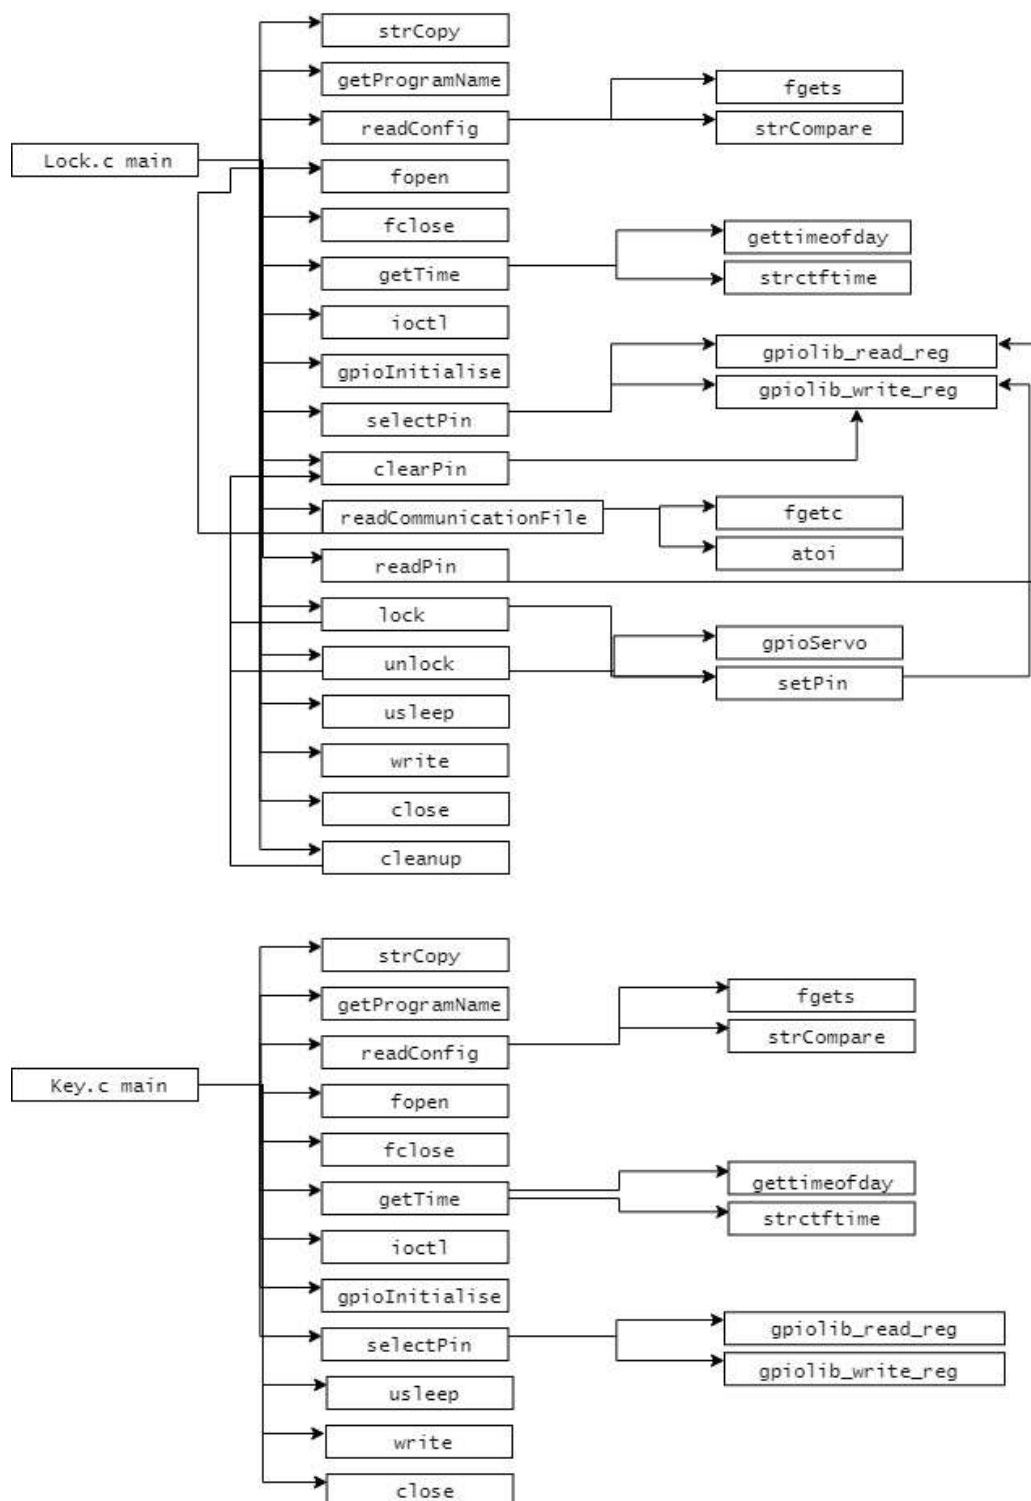 strCopy
getProgramName
fgets
readConfig
strCompare
Lock.c main
fopen
fclose
gettimeofday
getTime
strctftime
ioctl
gpiolib_read_reg
gpioInitialise
gpiolib_write_reg
selectPin
clearPin
fgetc
readCommunicationFile
atoi
readPin
lock
gpioServo
unlock
setPin
usleep
write
close
cleanup
strCopy
getProgramName
fgets
readConfig
strCompare
Key.c main
fopen
fclose
gettimeofday
getTime
strctftime
ioctl
gpioInitialise
gpiolib_read_reg
selectPin
gpiolib_write_reg
usleep
write
close